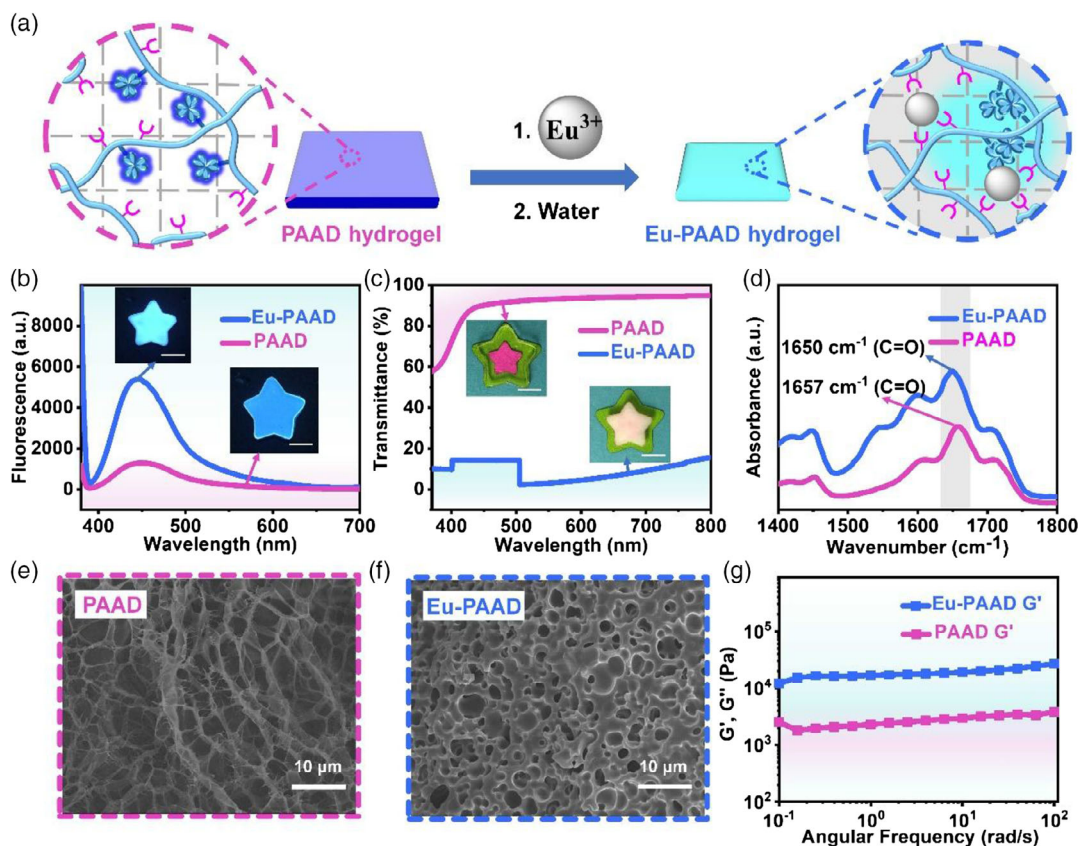 (a)
1. Eu³⁺
2. Water
PAAD hydrogel
Eu-PAAD hydrogel
(b)
Fluorescence (a.u.)
8000
6000
4000
2000
0
Eu-PAAD
PAAD
400
500
600
700
Wavelength (nm)
(c)
Transmittance (%)
100
80
60
40
20
0
PAAD
Eu-PAAD
400
500
600
700
800
Wavelength (nm)
(d)
Absorbance (a.u.)
Eu-PAAD
PAAD
1650 cm⁻¹ (C=O)
1657 cm⁻¹ (C=O)
1400
1500
1600
1700
1800
Wavenumber (cm⁻¹)
(e)
PAAD
10 μm
(f)
Eu-PAAD
10 μm
(g)
G', G'' (Pa)
10⁵
10⁴
10³
10²
Eu-PAAD G'
PAAD G'
10⁻¹
10⁰
10¹
10²
Angular Frequency (rad/s)